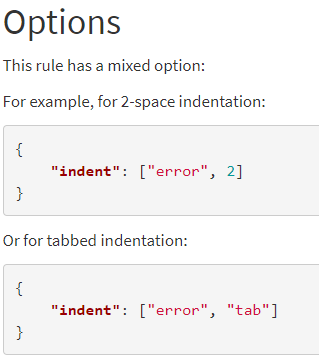 Options
This rule has a mixed option:
For example, for 2-space indentation:
{
    "indent": ["error", 2]
}
Or for tabbed indentation:
{
    "indent": ["error", "tab"]
}